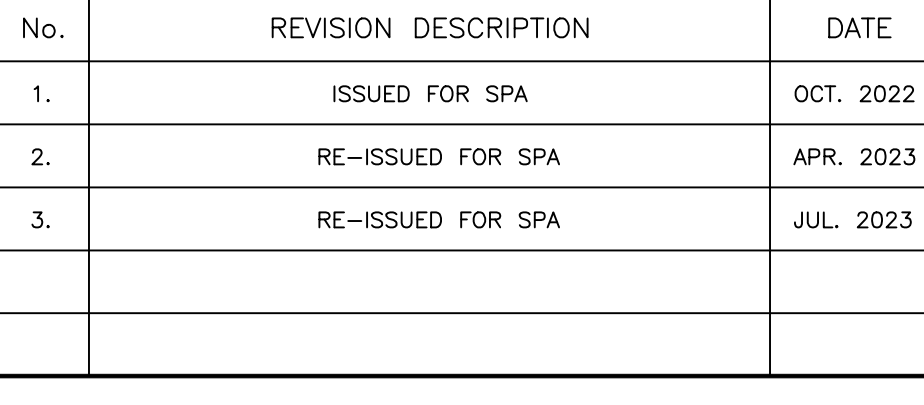 No. REVISION DESCRIPTION DATE
1. ISSUED FOR SPA OCT. 2022
2. RE-ISSUED FOR SPA APR. 2023
3. RE-ISSUED FOR SPA JUL. 2023